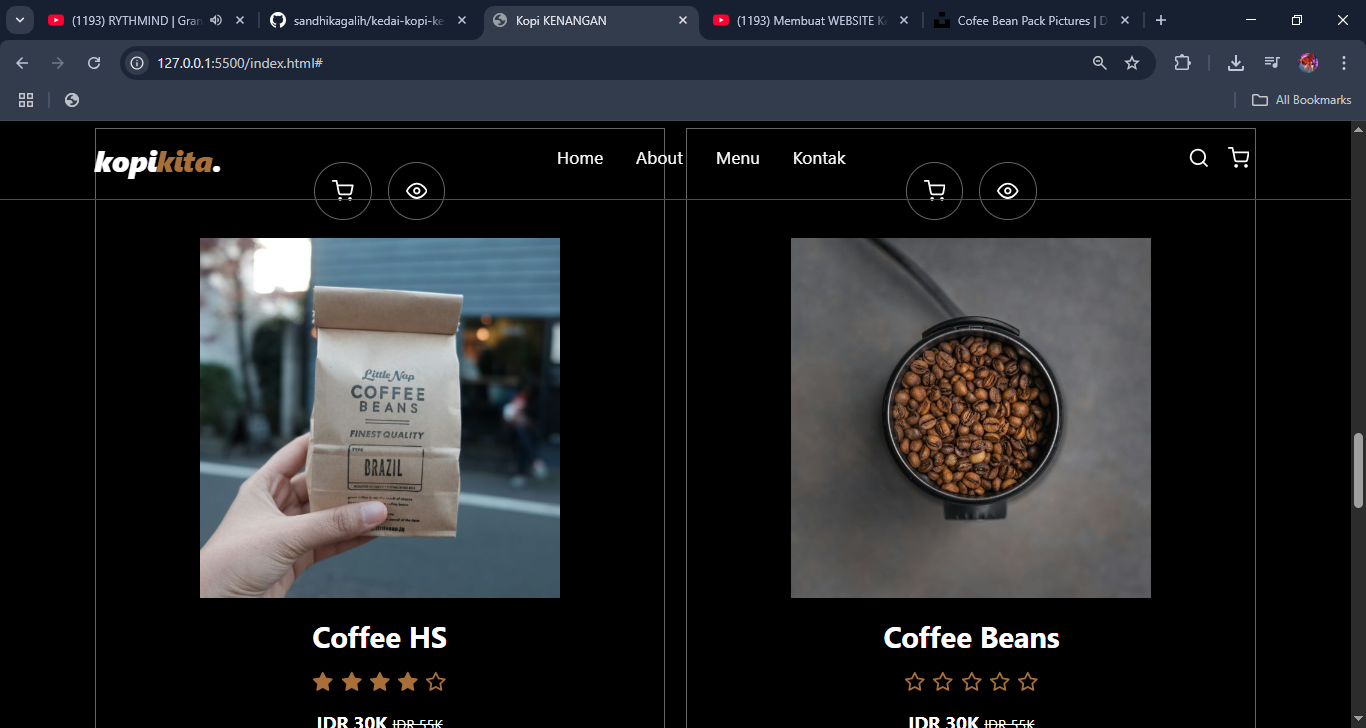 (1193) RYTHMIND | Gran
sandhikagalih/kedai-kopi-ke
Kopi KENANGAN
(1193) Membuat WEBSITE K
Cofee Bean Pack Pictures | D
127.0.0.1:5500/index.html#
All Bookmarks
kopikita.
Home About Menu Kontak
Little Nap
COFFEE
BEANS
FINEST QUALITY
TYPE
BRAZIL
Coffee HS
Coffee Beans
IDR 30K IDR 55K
IDR 30K IDR 55K